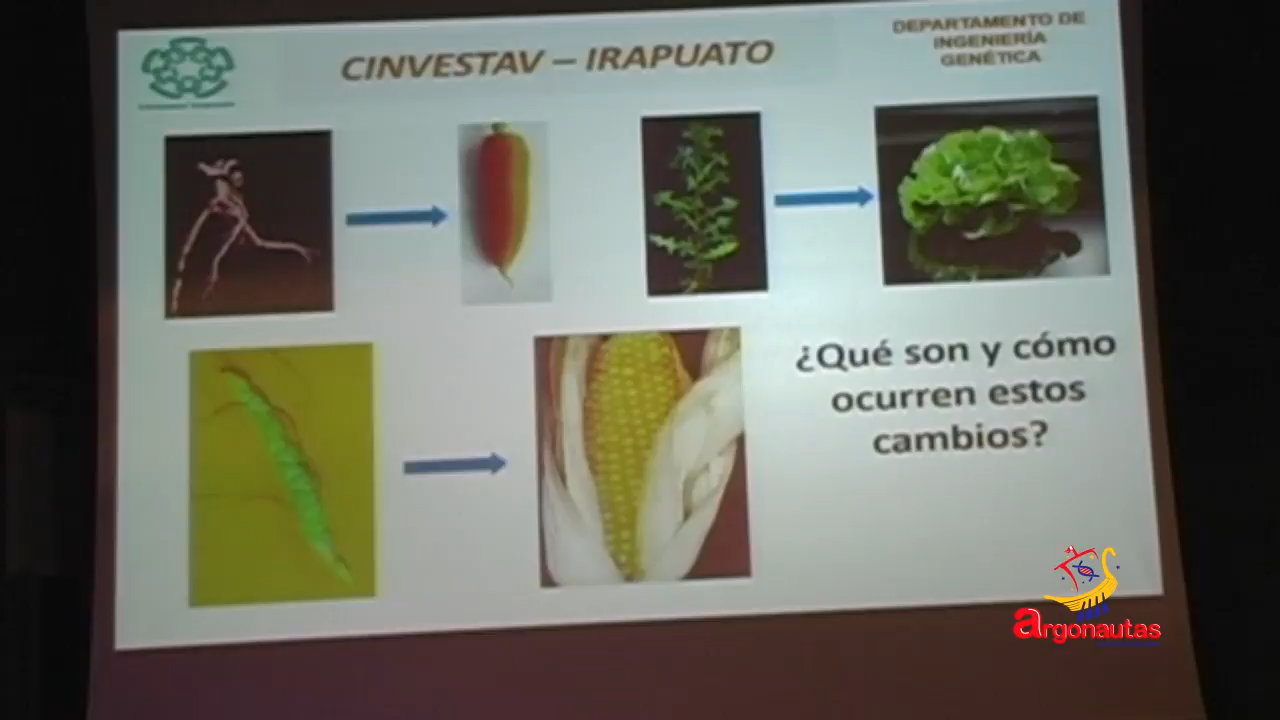 CINVESTAV – IRAPUATO
DEPARTAMENTO DE
INGENIERÍA
GENÉTICA
¿Qué son y cómo
ocurren estos
cambios?
argonautas